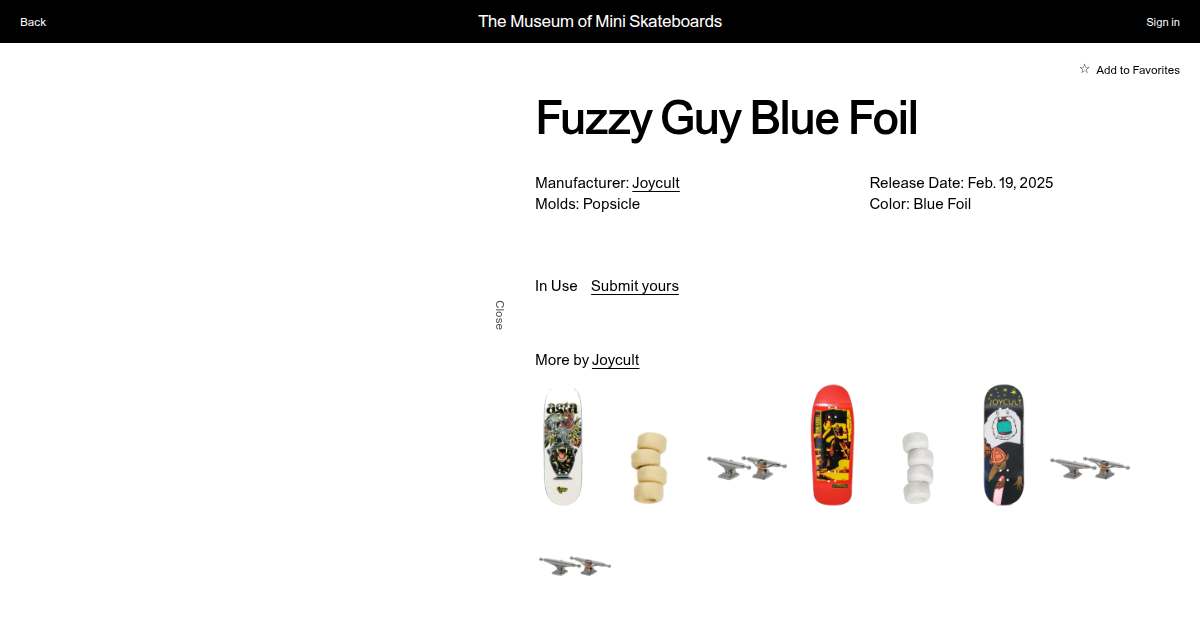 Back
The Museum of Mini Skateboards
Sign in
☆ Add to Favorites
Fuzzy Guy Blue Foil
Manufacturer: Joycult
Release Date: Feb. 19, 2025
Molds: Popsicle
Color: Blue Foil
In Use Submit yours
Close
More by Joycult
asta
JOYCULT